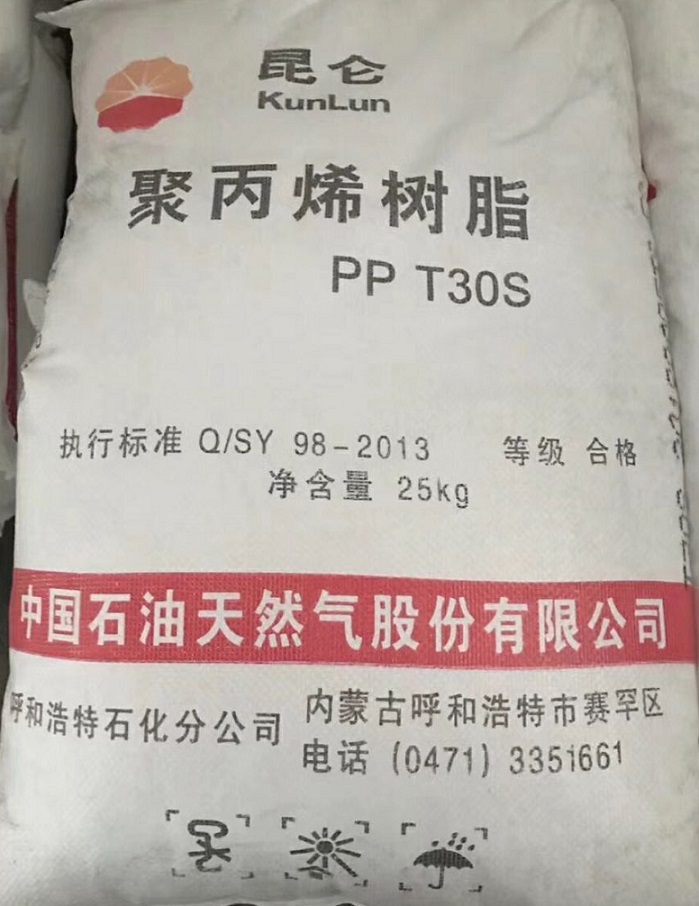 昆仑
KunLun
聚丙烯树脂
PP T30S
执行标准 Q/SY 98-2013 等级 合格
净含量 25kg
中国石油天然气股份有限公司
呼和浩特石化分公司 内蒙古呼和浩特市赛罕区
电话 (0471) 3351661